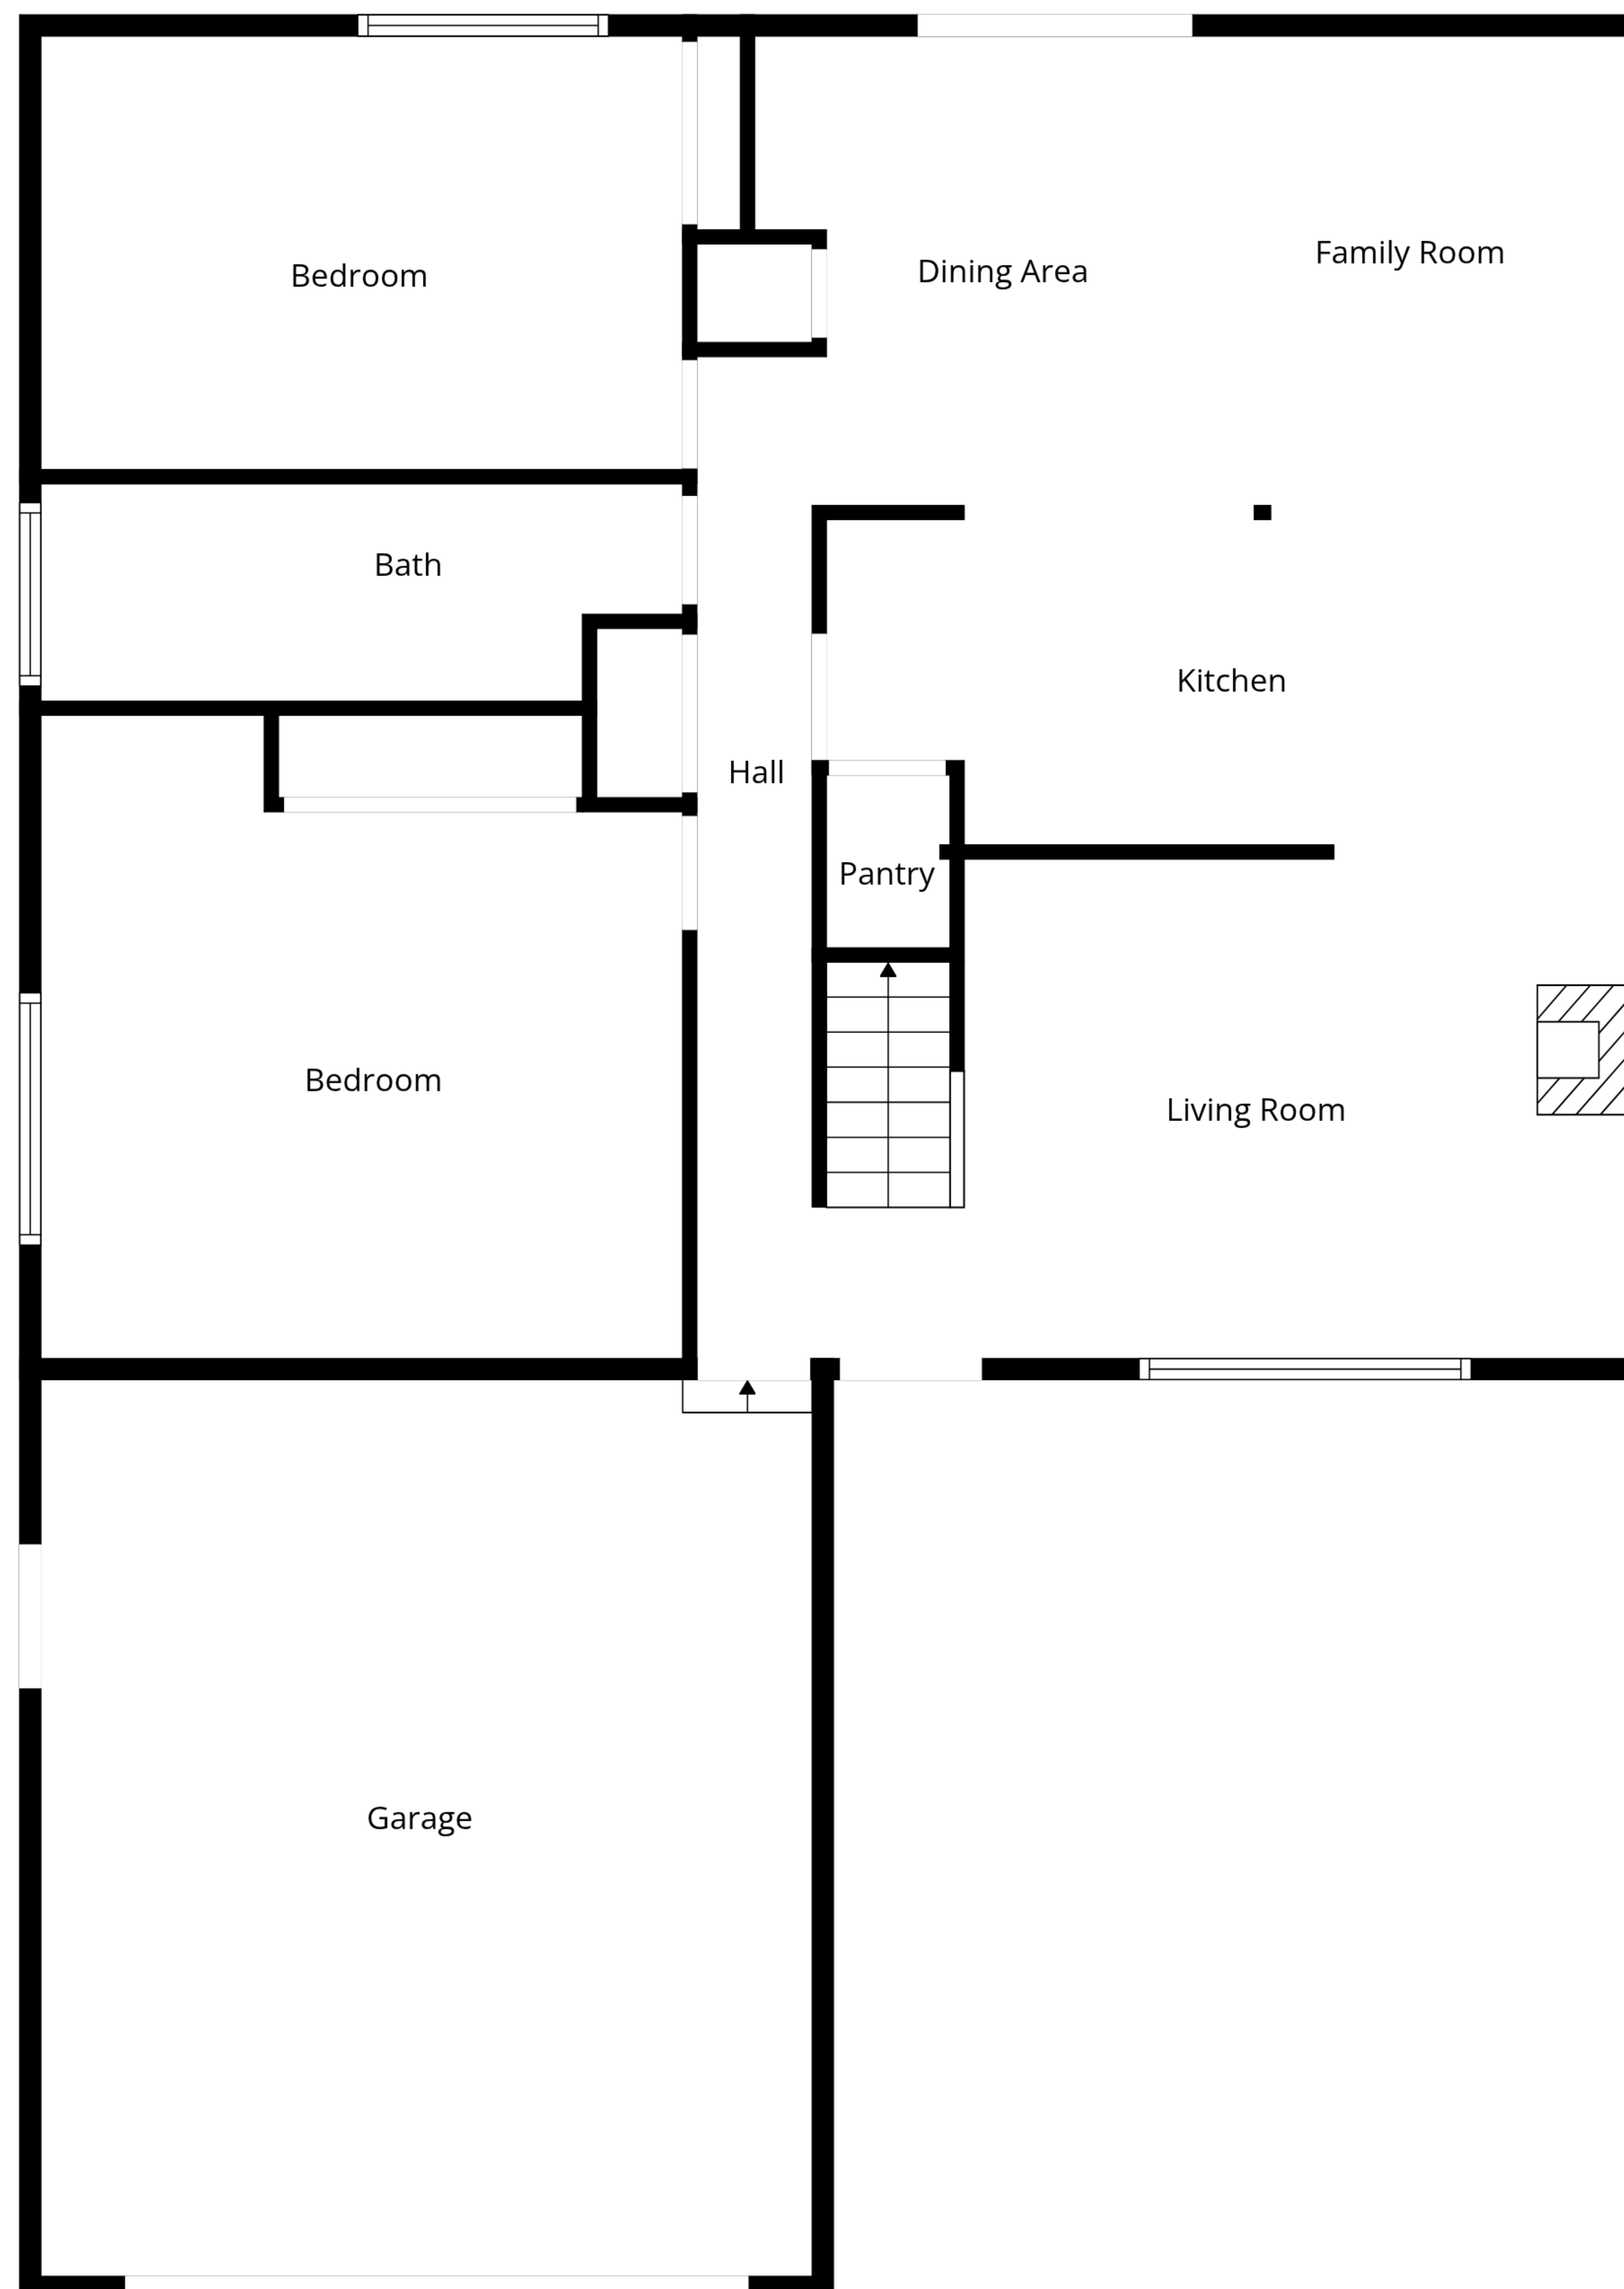 Family Room
Dining Area
Bedroom
Bath
Kitchen
Hall
Pantry
Bedroom
Living Room
Garage